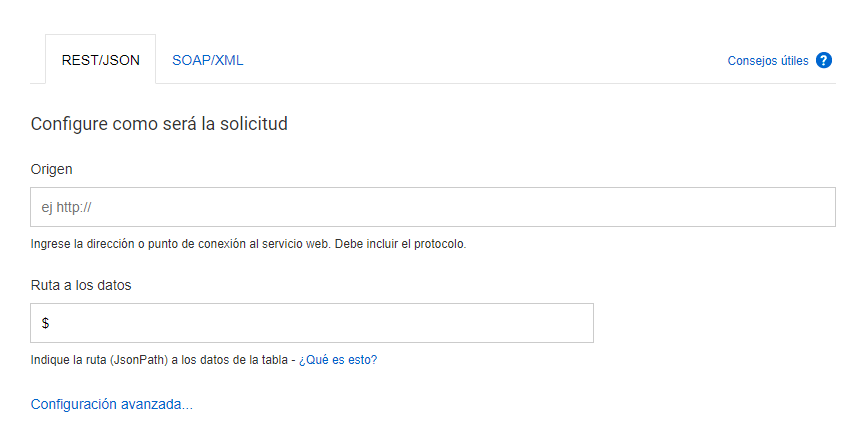 REST/JSON
SOAP/XML
Consejos útiles ?
Configure como será la solicitud
Origen
ej http://
Ingrese la dirección o punto de conexión al servicio web. Debe incluir el protocolo.
Ruta a los datos
$
Indique la ruta (JsonPath) a los datos de la tabla - ¿Qué es esto?
Configuración avanzada...